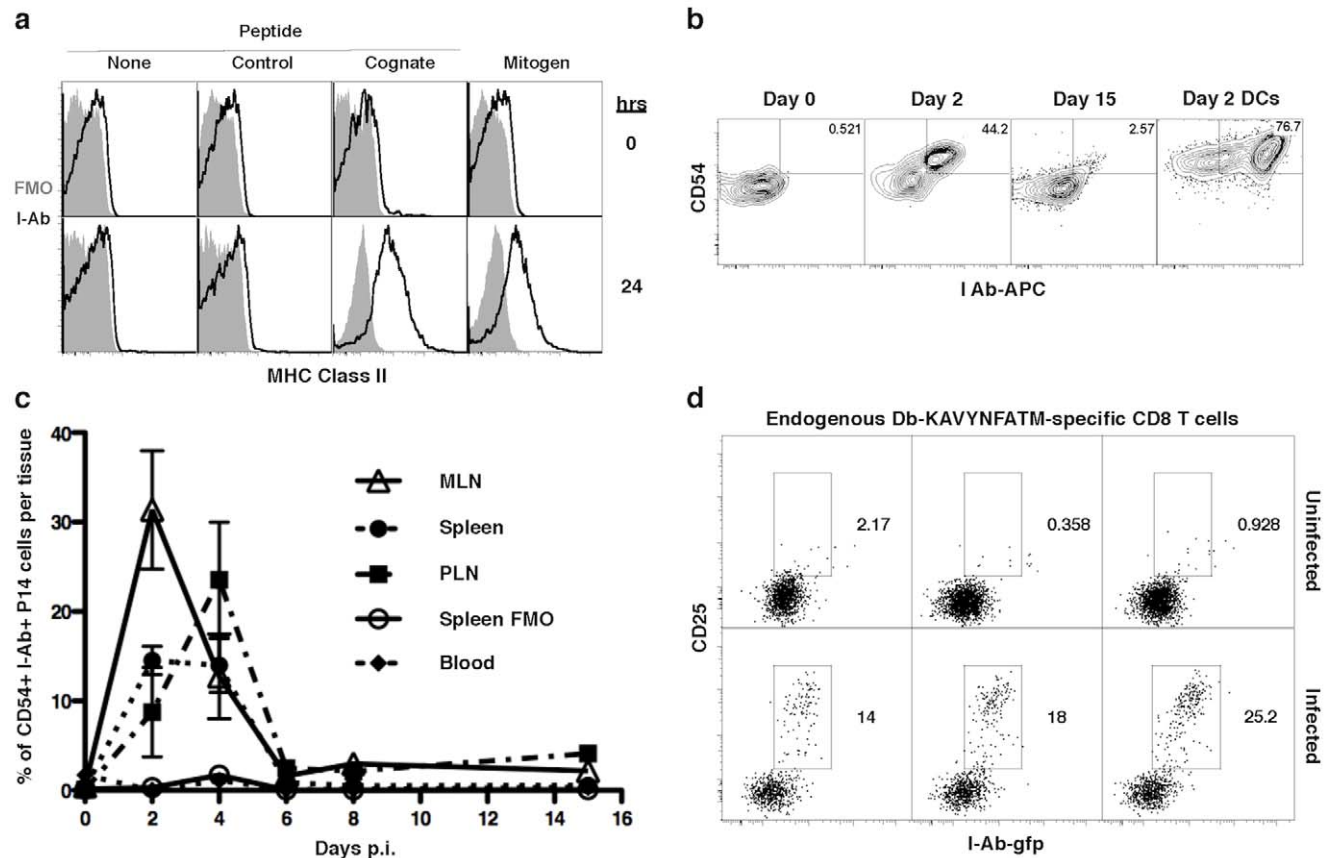 a
Peptide
None Control Cognate Mitogen
hrs
0
FMO
I-Ab
24
MHC Class II
b
Day 0 Day 2 Day 15 Day 2 DCs
0.521 44.2 2.57 76.7
CD54
I Ab-APC
c
% of CD54+ I-Ab+ P14 cells per tissue
40
30
20
10
0
0 2 4 6 8 10 12 14 16
Days p.i.
MLN
Spleen
PLN
Spleen FMO
Blood
d
Endogenous Db-KAVYNFATM-specific CD8 T cells
2.17 0.358 0.928
Uninfected
CD25
14 18 25.2
Infected
I-Ab-gfp